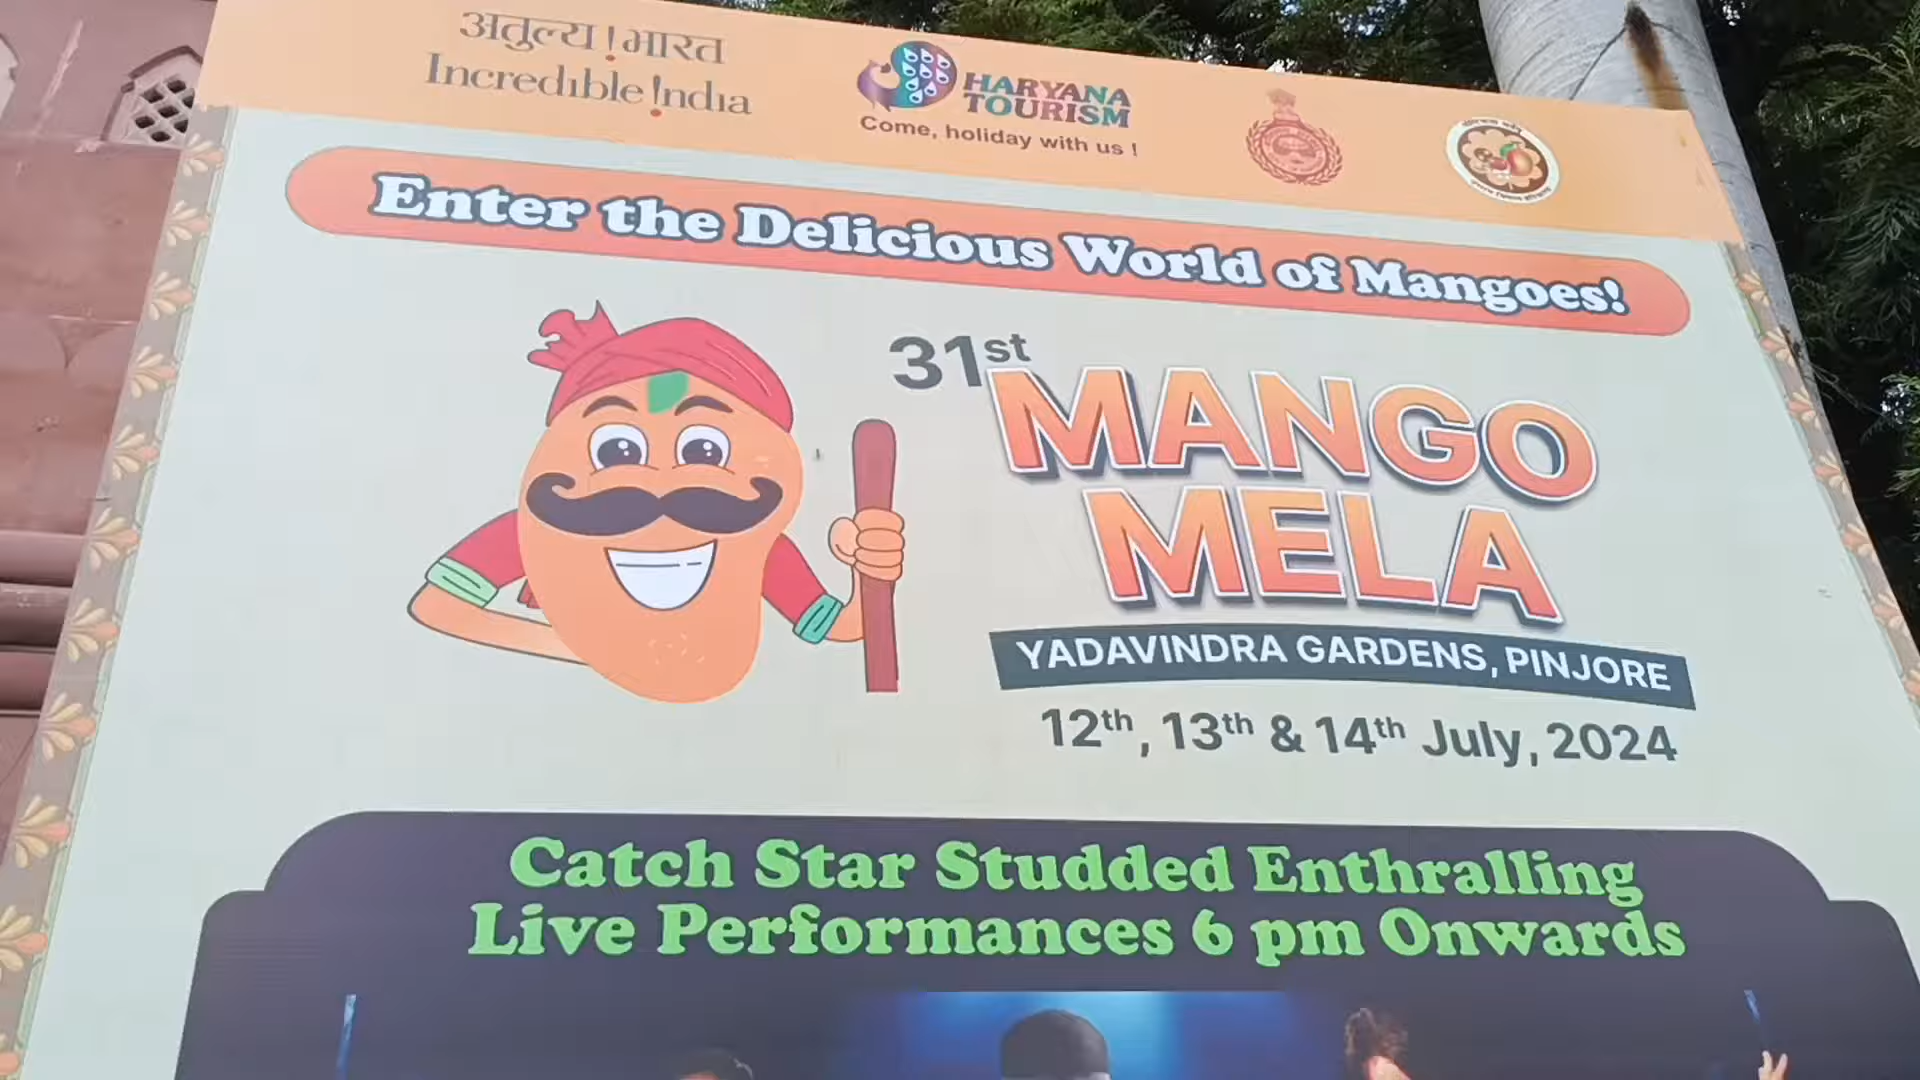 अतुल्य ! भारत
Incredible !ndia
HARYANA
TOURISM
Come, holiday with us !
Enter the Delicious World of Mangoes!
31st
MANGO
MELA
YADAVINDRA GARDENS, PINJORE
12th, 13th & 14th July, 2024
Catch Star Studded Enthralling
Live Performances 6 pm Onwards